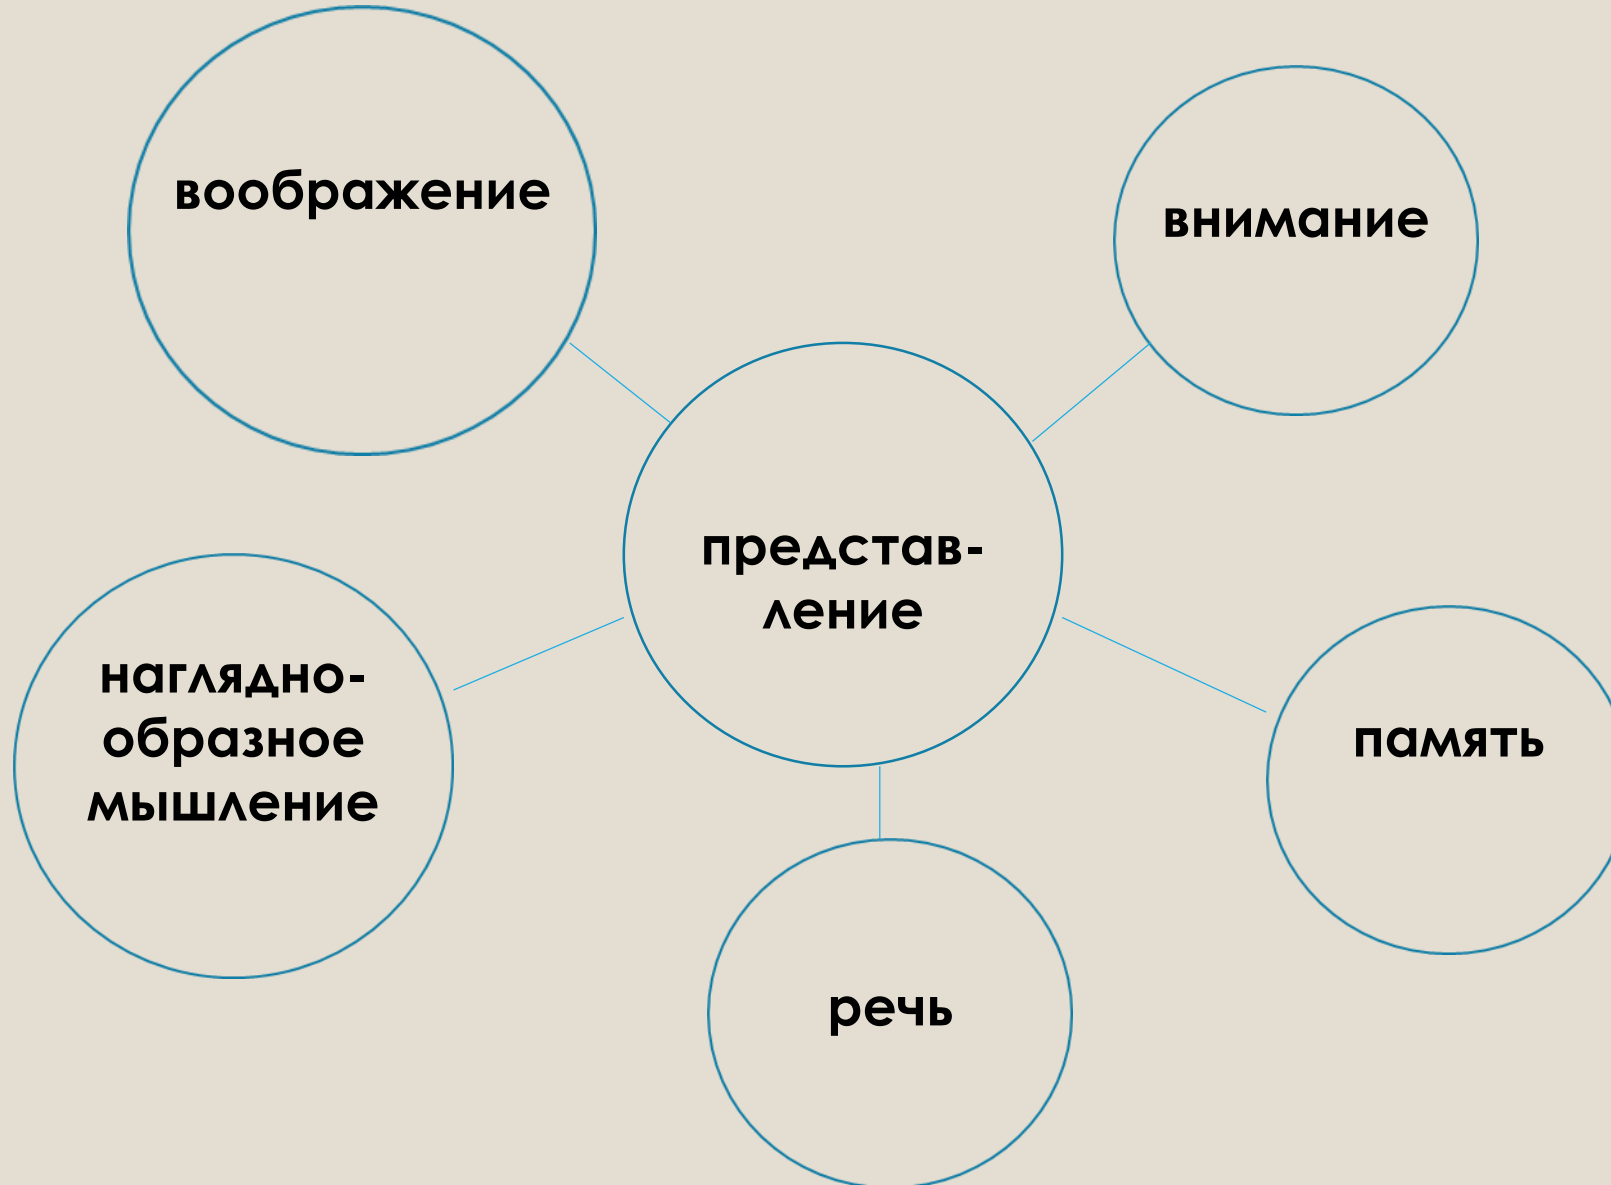 воображение
внимание
представ-
ление
наглядно-
образное
мышление
память
речь